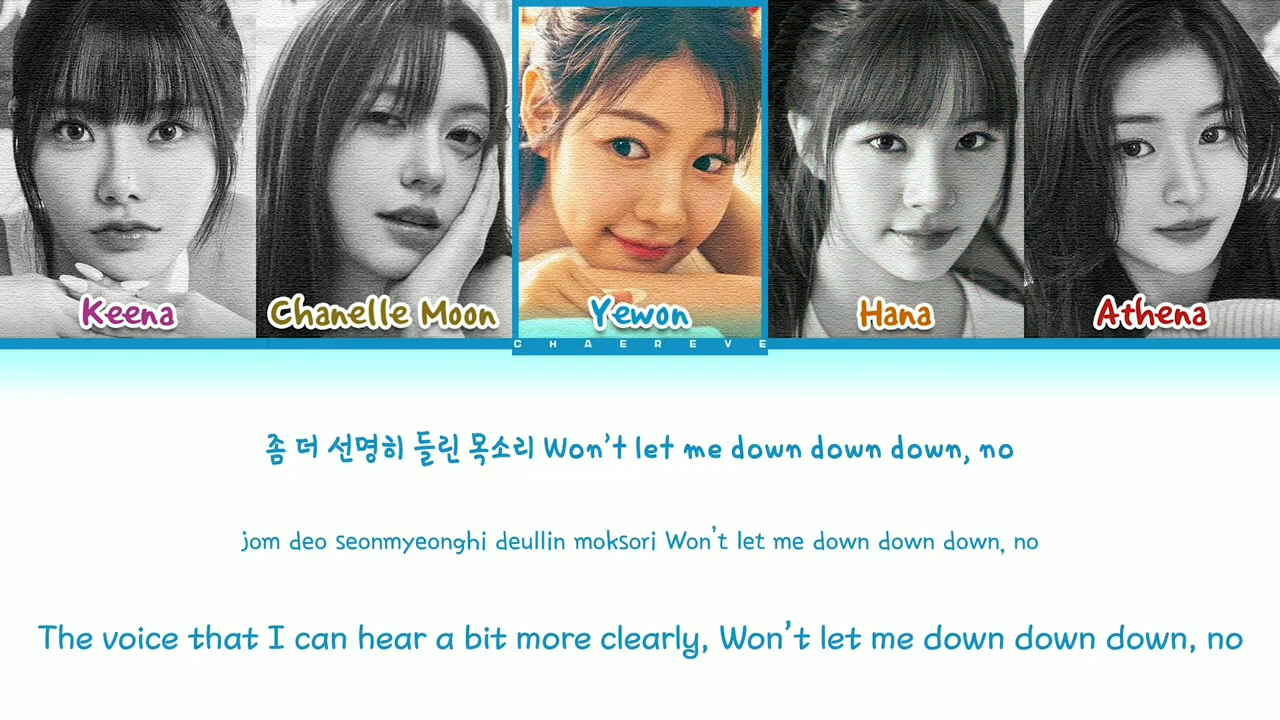 Keena
Chanelle Moon
Yewon
Hana
Athena
CHAEREVE
좀 더 선명히 들린 목소리 Won't let me down down down, no
jom deo seonmyeonghi deullin moksori Won't let me down down down, no
The voice that I can hear a bit more clearly, Won't let me down down down, no